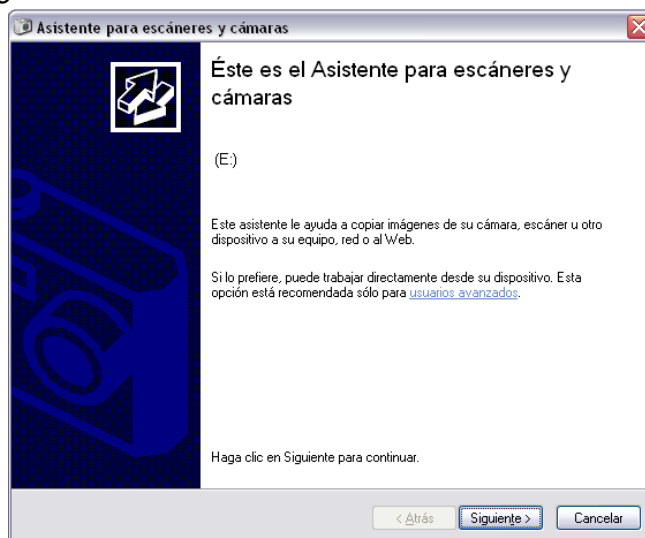 Asistente para escáneres y cámaras
Éste es el Asistente para escáneres y
cámaras
(E:)
Este asistente le ayuda a copiar imágenes de su cámara, escáner u otro
dispositivo a su equipo, red o al Web.
Si lo prefiere, puede trabajar directamente desde su dispositivo. Esta
opción está recomendada sólo para usuarios avanzados.
Haga clic en Siguiente para continuar.
< Atrás Siguiente > Cancelar